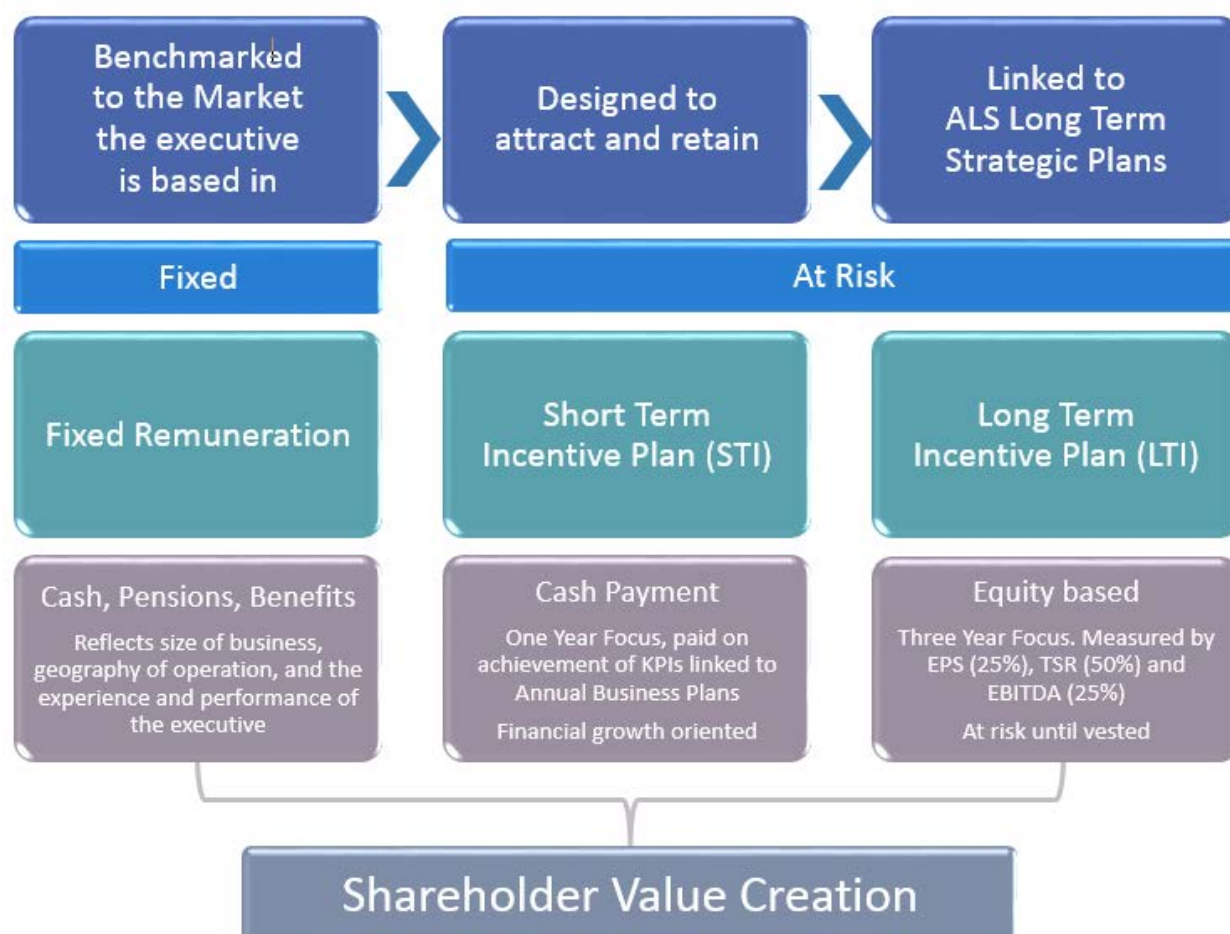 Benchmarked
to the Market
the executive
is based in
Designed to
attract and retain
Linked to
ALS Long Term
Strategic Plans
Fixed
At Risk
Fixed Remuneration
Short Term
Incentive Plan (STI)
Long Term
Incentive Plan (LTI)
Cash, Pensions, Benefits
Reflects size of business,
geography of operation, and the
experience and performance of
the executive
Cash Payment
One Year Focus, paid on
achievement of KPIs linked to
Annual Business Plans
Financial growth oriented
Equity based
Three Year Focus. Measured by
EPS (25%), TSR (50%) and
EBITDA (25%)
At risk until vested
Shareholder Value Creation